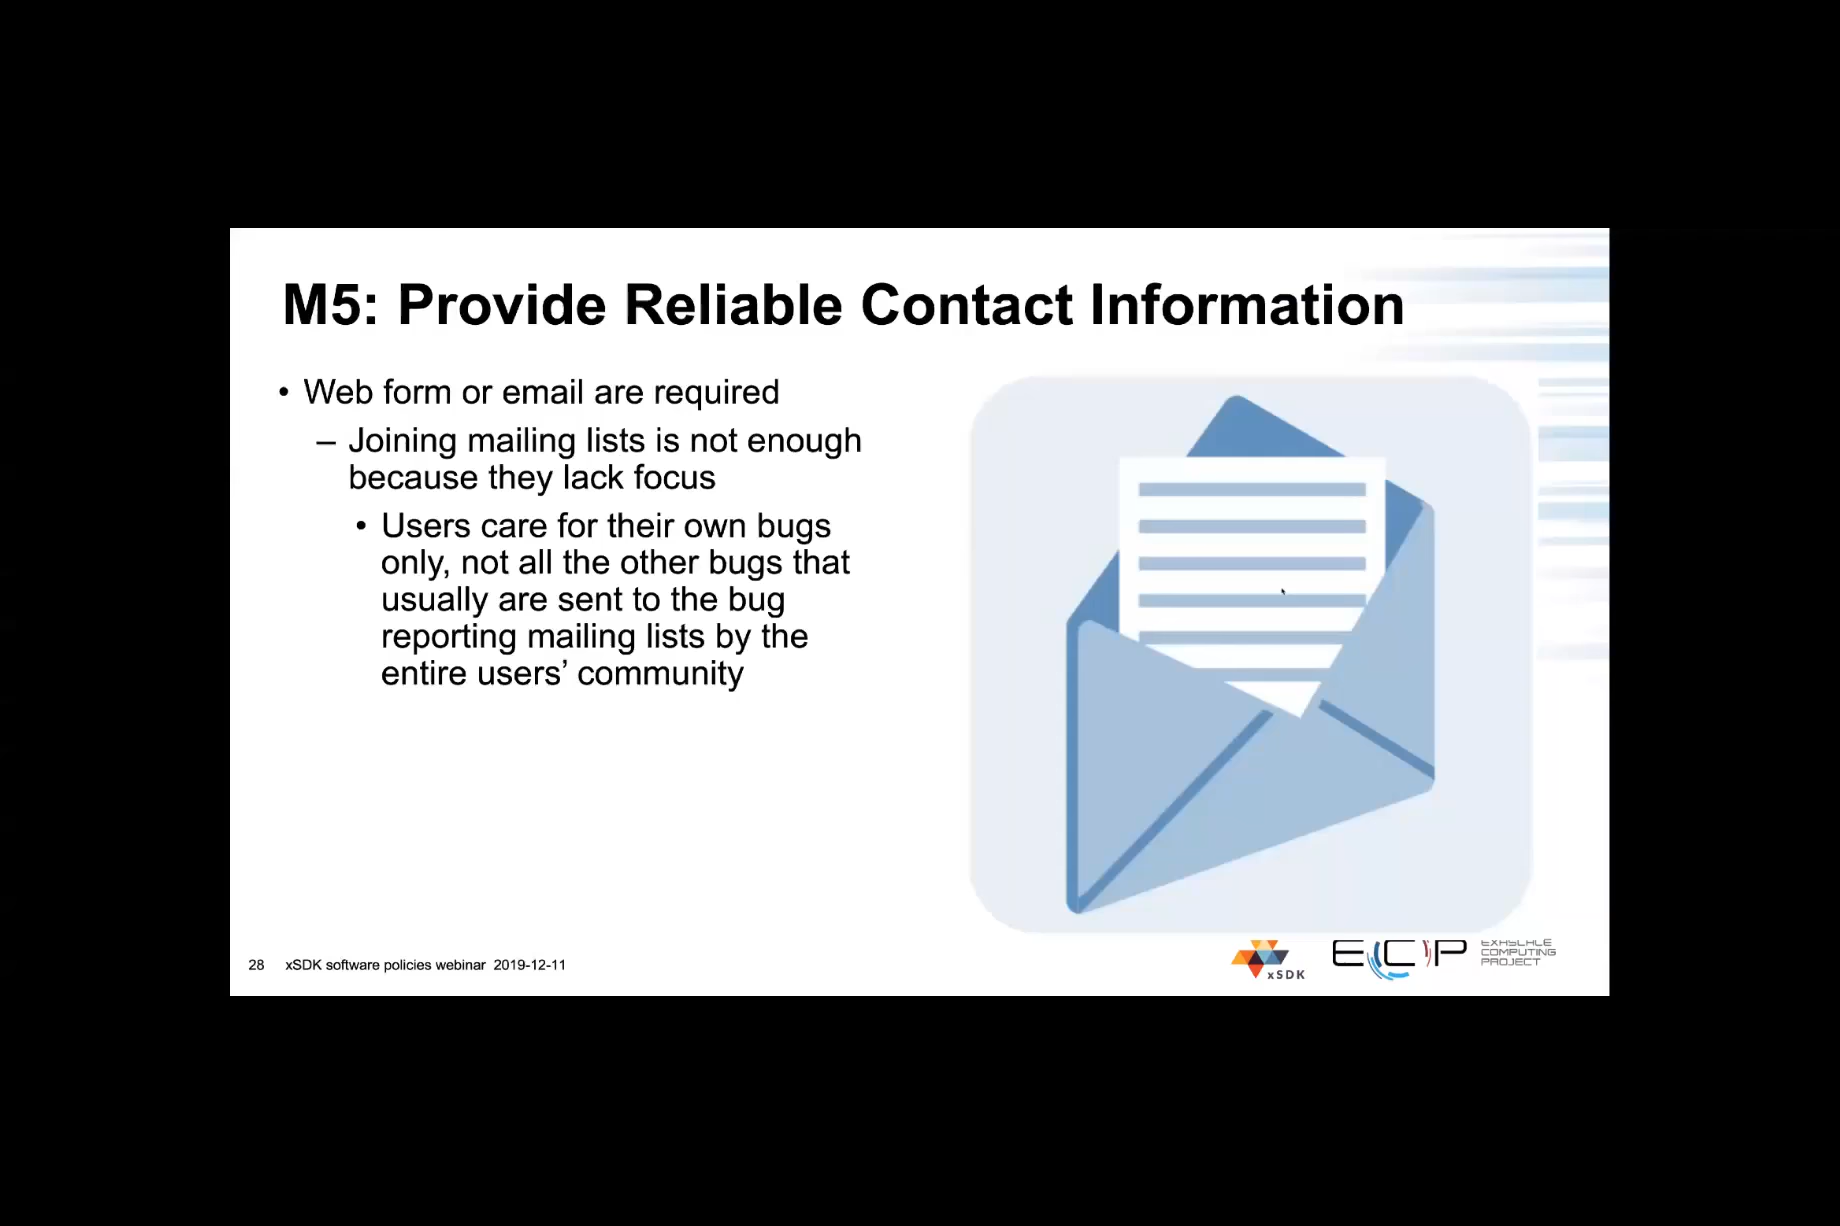 M5: Provide Reliable Contact Information
• Web form or email are required
– Joining mailing lists is not enough
because they lack focus
• Users care for their own bugs
only, not all the other bugs that
usually are sent to the bug
reporting mailing lists by the
entire users’ community
28 xSDK software policies webinar 2019-12-11
xSDK
ECP
EXASCALE
COMPUTING
PROJECT